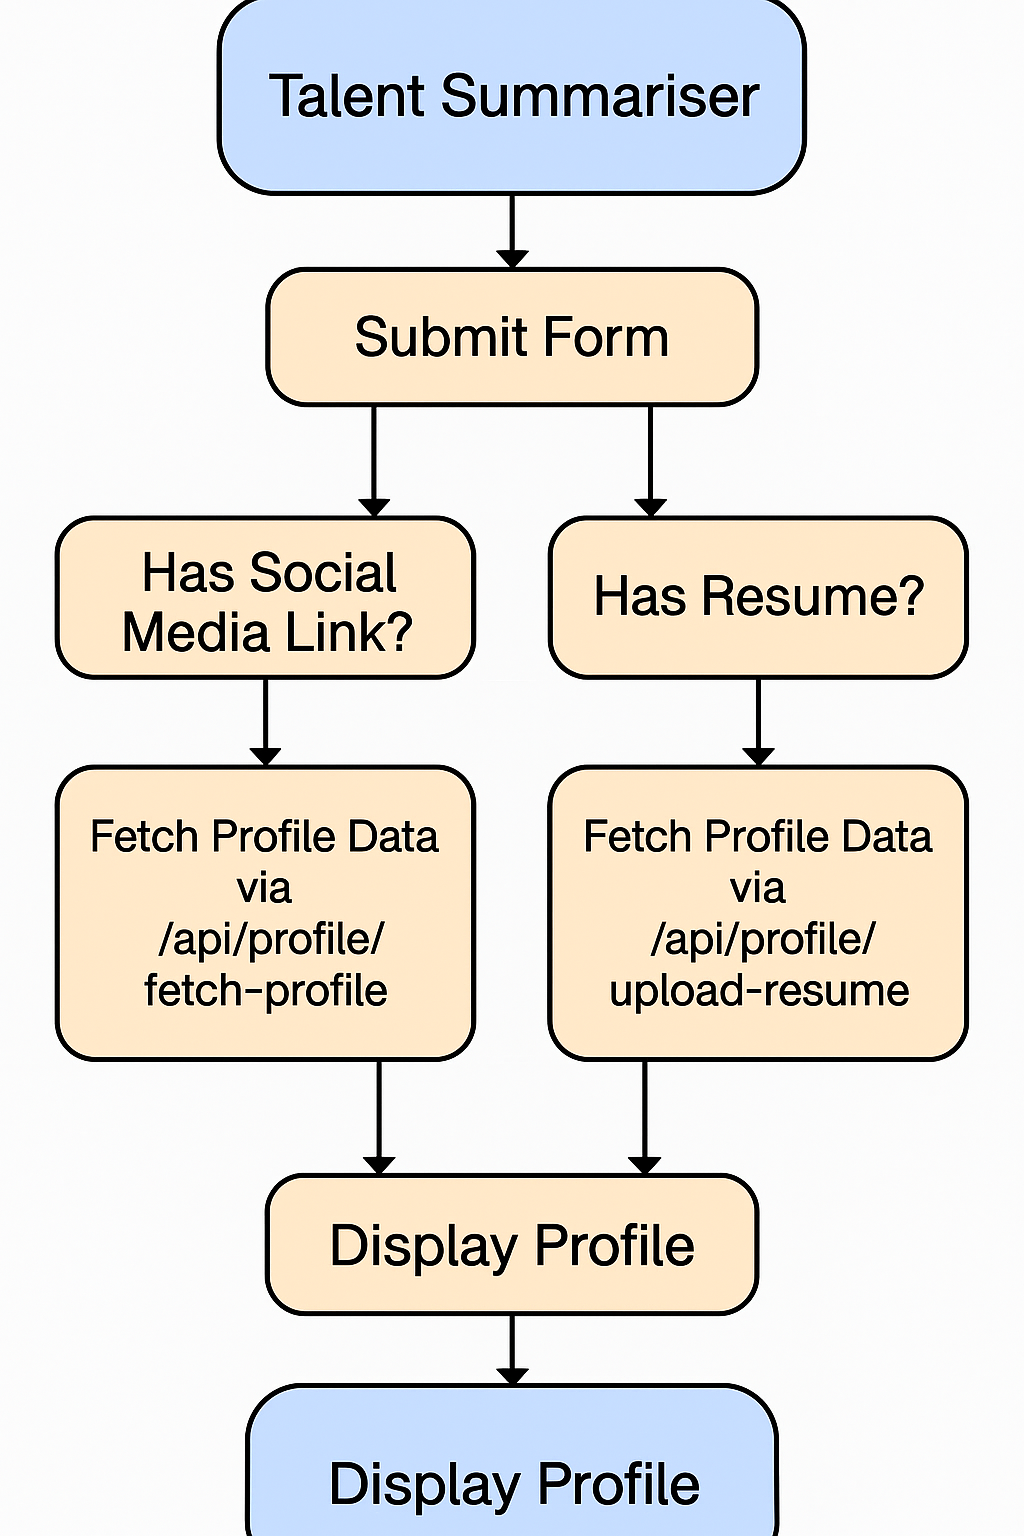 Talent Summariser
Submit Form
Has Social
Media Link?
Has Resume?
Fetch Profile Data
via
/api/profile/
fetch-profile
Fetch Profile Data
via
/api/profile/
upload-resume
Display Profile
Display Profile